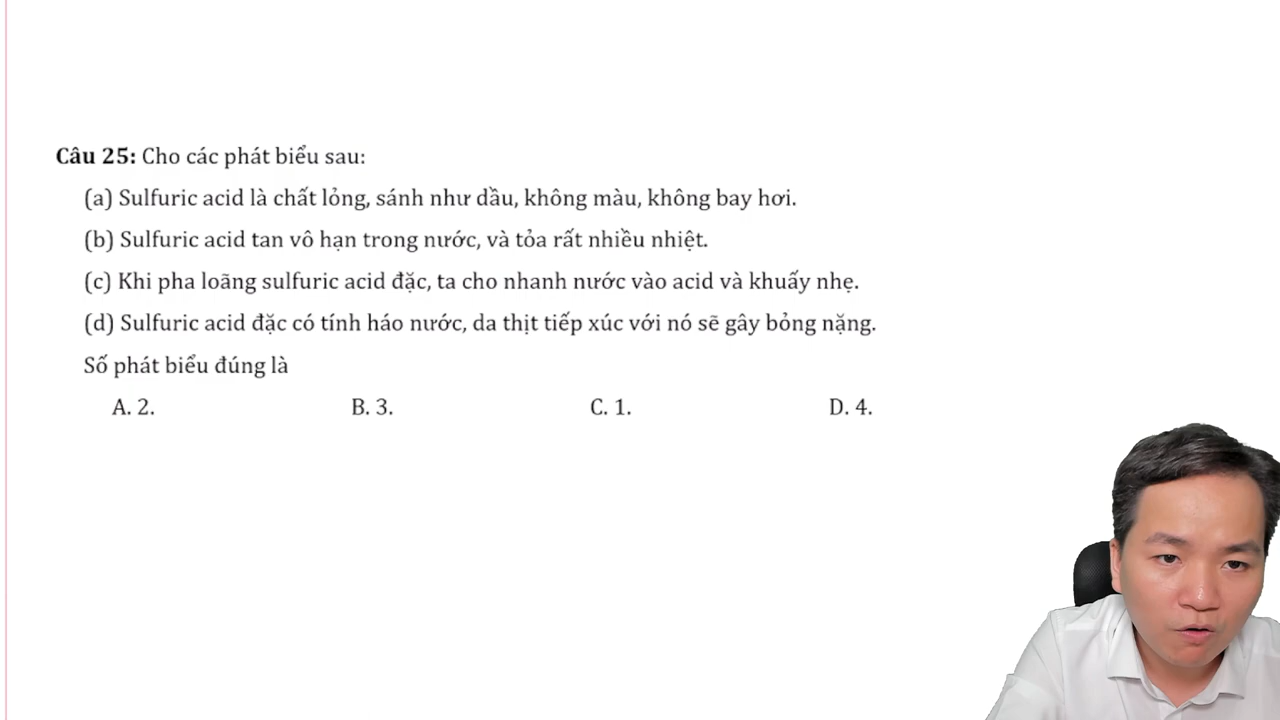 Câu 25: Cho các phát biểu sau:
(a) Sulfuric acid là chất lỏng, sánh như dầu, không màu, không bay hơi.
(b) Sulfuric acid tan vô hạn trong nước, và tỏa rất nhiều nhiệt.
(c) Khi pha loãng sulfuric acid đặc, ta cho nhanh nước vào acid và khuấy nhẹ.
(d) Sulfuric acid đặc có tính háo nước, da thịt tiếp xúc với nó sẽ gây bỏng nặng.
Số phát biểu đúng là
A. 2. B. 3. C. 1. D. 4.